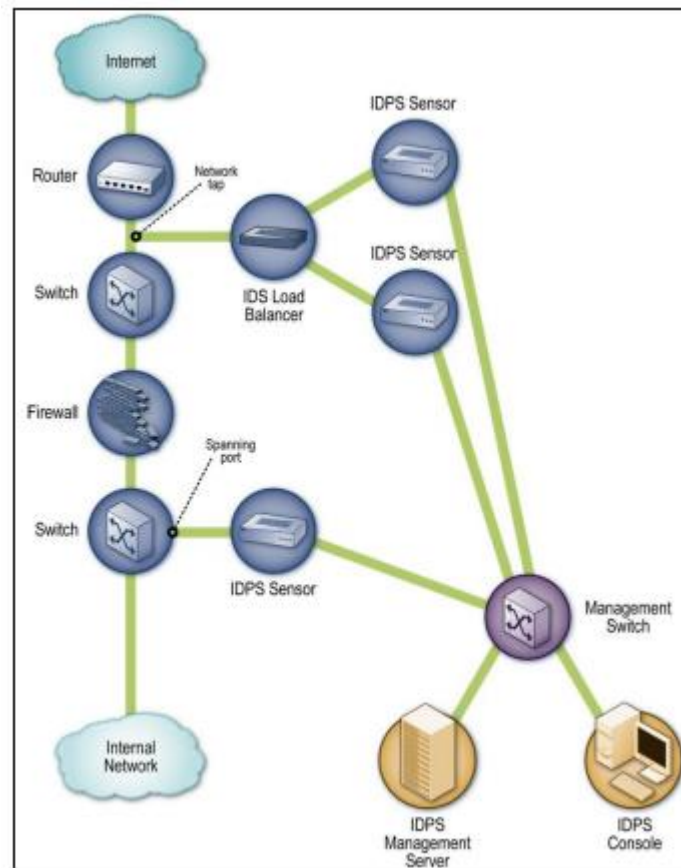 Internet
IDPS Sensor
Router
Network
tap
IDPS Sensor
Switch
IDS Load
Balancer
Firewall
Spanning
port
Switch
IDPS Sensor
Management
Switch
Internal
Network
IDPS
Management
Server
IDPS
Console